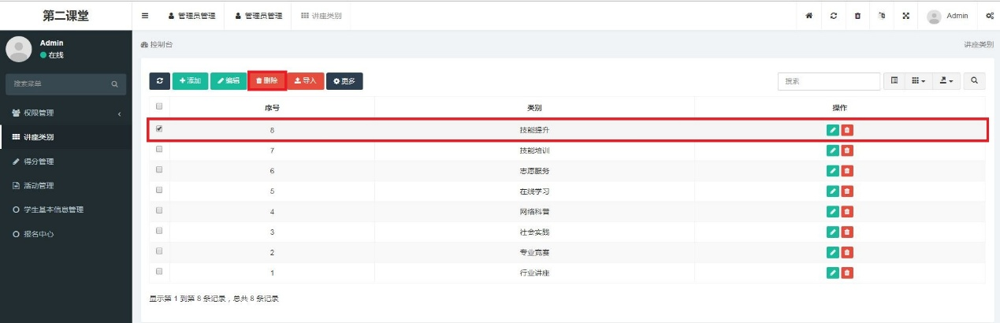 第二课堂
管理员管理 管理员管理 讲座类别 Admin
Admin
在线
控制台 讲座类别
搜索菜单
添加 编辑 删除 导入 更多 搜索
序号 类别 操作
权限管理
8 技能提升
讲座类别
7 技能培训
得分管理
6 志愿服务
活动管理
5 在线学习
学生基本信息管理
4 网络科普
报名中心
3 社会实践
2 专业竞赛
1 行业讲座
显示第 1 到第 8 条记录，总共 8 条记录